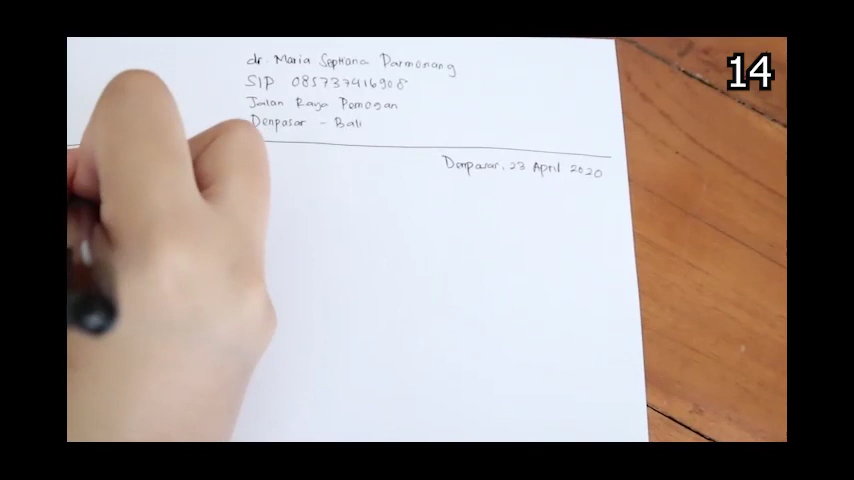 14
dr. Maria Septiana Parmonang
SIP 085737416908
Jalan Raya Pemogan
Denpasar - Bali
Denpasar, 23 April 2020